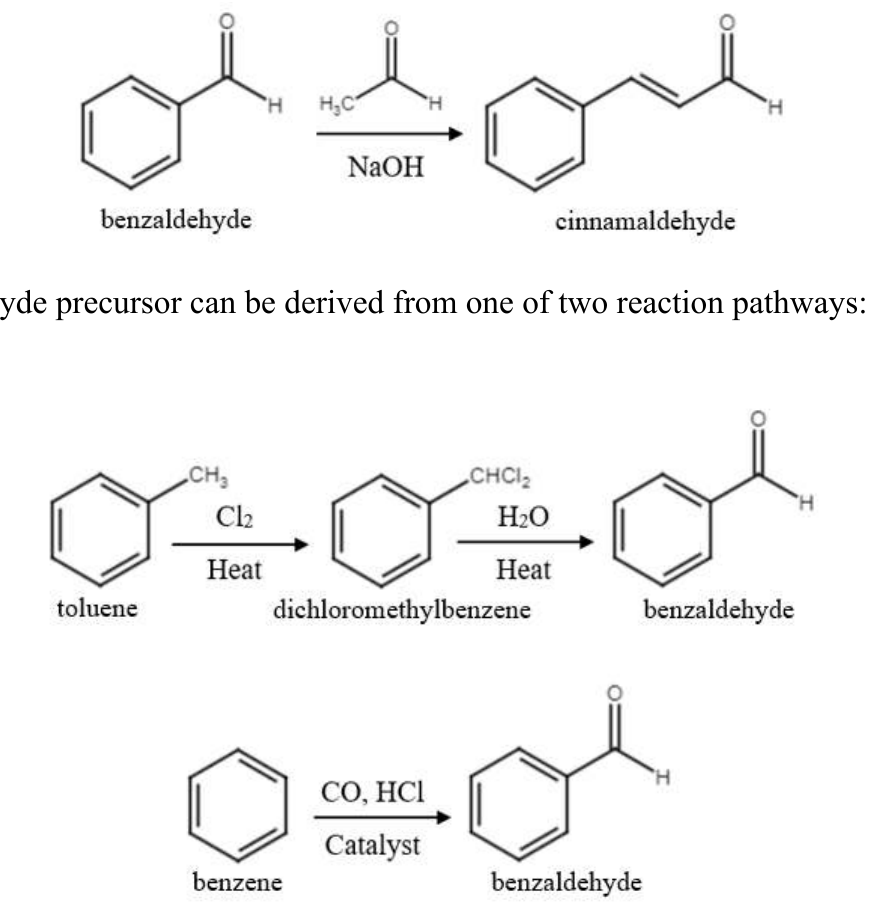 O O O
H H₃C H H
NaOH
benzaldehyde cinnamaldehyde
yde precursor can be derived from one of two reaction pathways:
O
CH₃ CHCl₂ H
Cl₂ H₂O
Heat Heat
toluene dichloromethylbenzene benzaldehyde
O
H
CO, HCl
Catalyst
benzene benzaldehyde